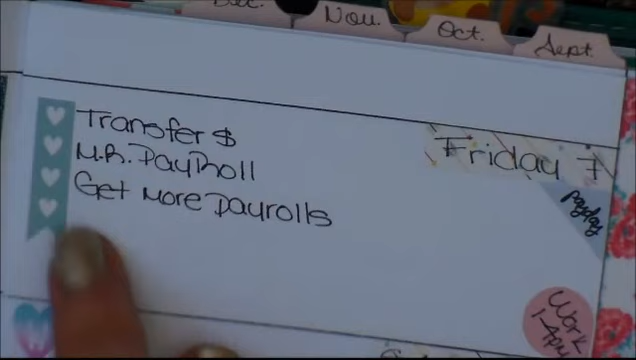 Dec.
Nov.
Oct.
Sept.
Transfer $
M.R. PayRoll
Get More Payrolls
Friday 7
payday
Work